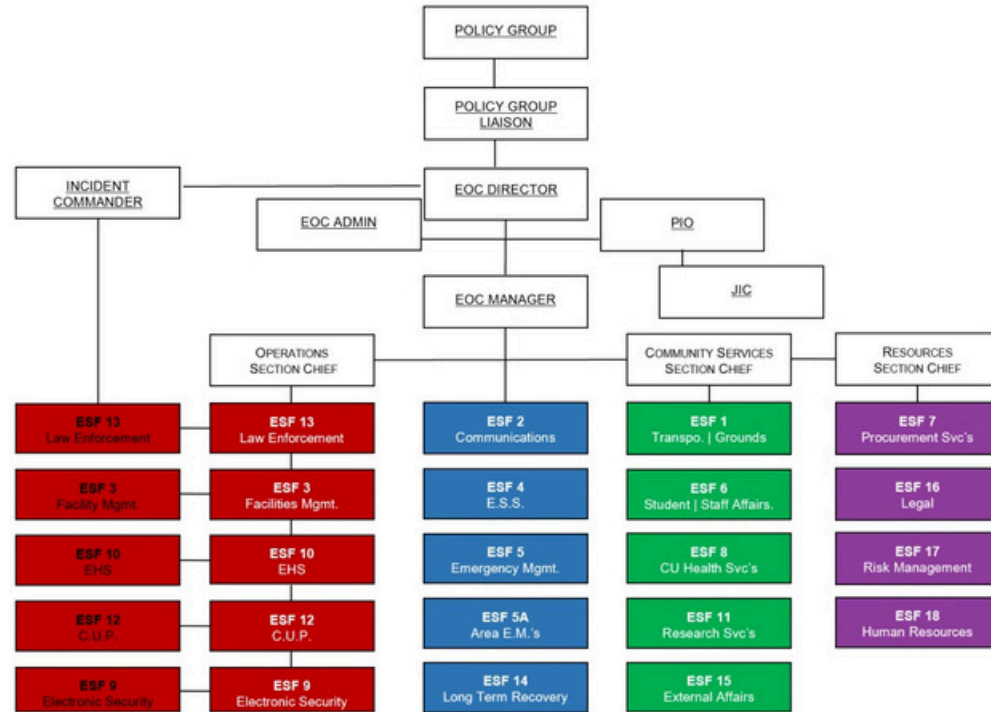 POLICY GROUP
POLICY GROUP
LIAISON
INCIDENT
COMMANDER
EOC DIRECTOR
EOC ADMIN
PIO
JIC
EOC MANAGER
OPERATIONS
SECTION CHIEF
COMMUNITY SERVICES
SECTION CHIEF
RESOURCES
SECTION CHIEF
ESF 13
Law Enforcement
ESF 3
Facility Mgmt.
ESF 10
EHS
ESF 12
C.U.P.
ESF 9
Electronic Security
ESF 13
Law Enforcement
ESF 3
Facilities Mgmt.
ESF 10
EHS
ESF 12
C.U.P.
ESF 9
Electronic Security
ESF 2
Communications
ESF 4
E.S.S.
ESF 5
Emergency Mgmt.
ESF 5A
Area E.M.'s
ESF 14
Long Term Recovery
ESF 1
Transpo. | Grounds
ESF 6
Student | Staff Affairs.
ESF 8
CU Health Svc's
ESF 11
Research Svc's
ESF 15
External Affairs
ESF 7
Procurement Svc's
ESF 16
Legal
ESF 17
Risk Management
ESF 18
Human Resources